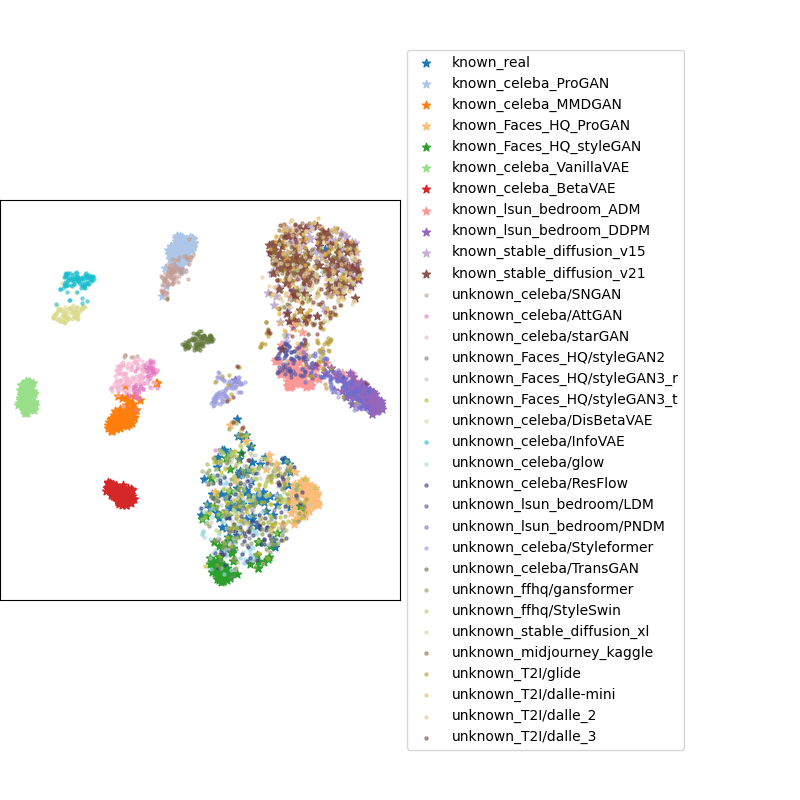 known_real
known_celeba_ProGAN
known_celeba_MMDGAN
known_Faces_HQ_ProGAN
known_Faces_HQ_styleGAN
known_celeba_VanillaVAE
known_celeba_BetaVAE
known_lsun_bedroom_ADM
known_lsun_bedroom_DDPM
known_stable_diffusion_v15
known_stable_diffusion_v21
unknown_celeba/SNGAN
unknown_celeba/AttGAN
unknown_celeba/starGAN
unknown_Faces_HQ/styleGAN2
unknown_Faces_HQ/styleGAN3_r
unknown_Faces_HQ/styleGAN3_t
unknown_celeba/DisBetaVAE
unknown_celeba/InfoVAE
unknown_celeba/glow
unknown_celeba/ResFlow
unknown_lsun_bedroom/LDM
unknown_lsun_bedroom/PNDM
unknown_celeba/Styleformer
unknown_celeba/TransGAN
unknown_ffhq/gansformer
unknown_ffhq/StyleSwin
unknown_stable_diffusion_xl
unknown_midjourney_kaggle
unknown_T2I/glide
unknown_T2I/dalle-mini
unknown_T2I/dalle_2
unknown_T2I/dalle_3